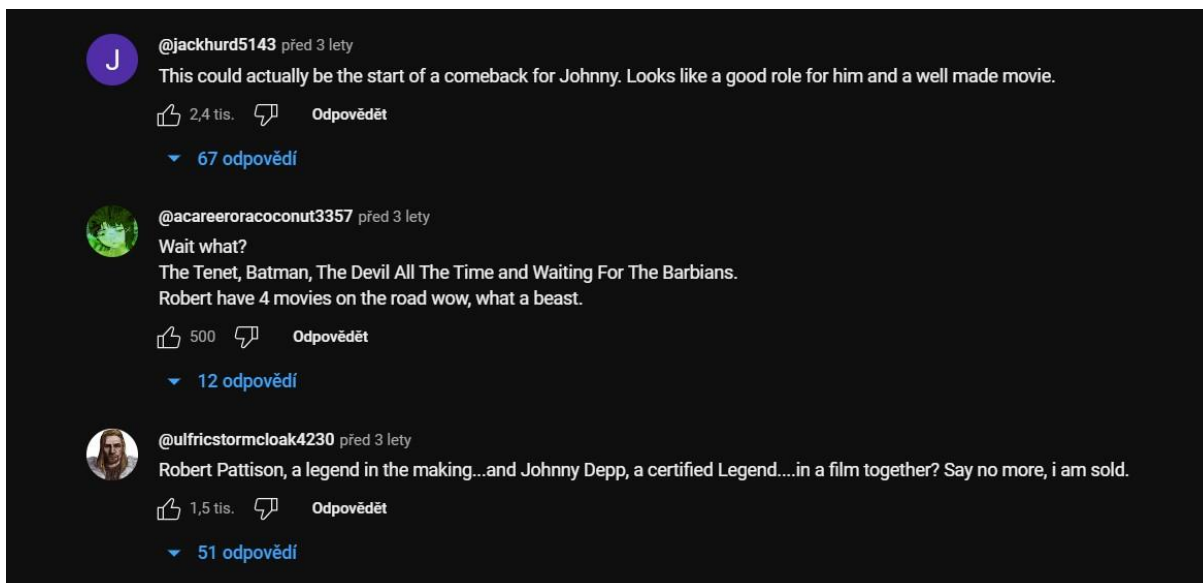 J
@jackhurd5143 před 3 lety
This could actually be the start of a comeback for Johnny. Looks like a good role for him and a well made movie.
2,4 tis. Odpovědět
67 odpovědí
@acareeroracoconut3357 před 3 lety
Wait what?
The Tenet, Batman, The Devil All The Time and Waiting For The Barbians.
Robert have 4 movies on the road wow, what a beast.
500 Odpovědět
12 odpovědí
@ulfricstormcloak4230 před 3 lety
Robert Pattison, a legend in the making...and Johnny Depp, a certified Legend....in a film together? Say no more, i am sold.
1,5 tis. Odpovědět
51 odpovědí